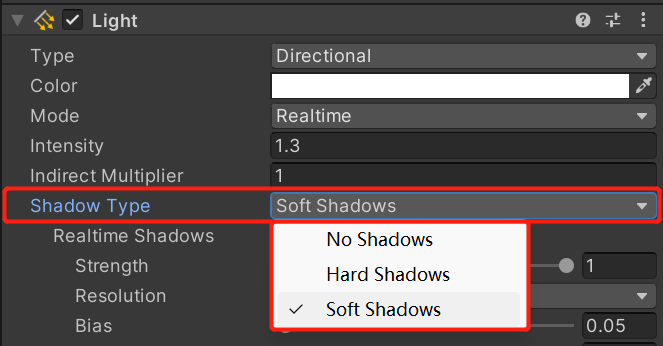 Light
Type Directional
Color
Mode Realtime
Intensity 1.3
Indirect Multiplier 1
Shadow Type Soft Shadows
Realtime Shadows
No Shadows
Strength 1
Hard Shadows
Resolution
Soft Shadows
Bias 0.05